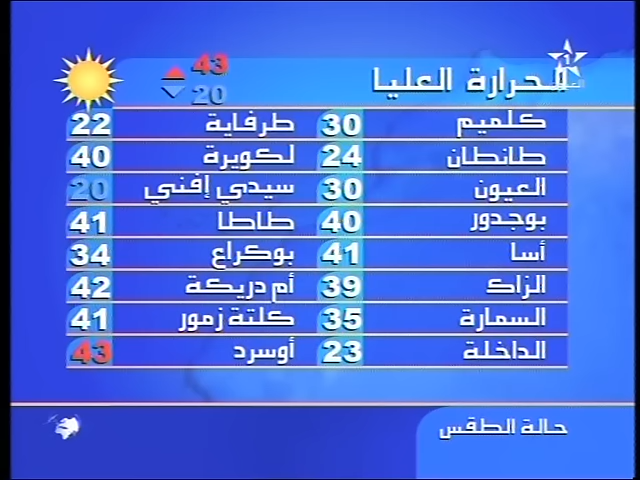 الحرارة العليا
43
20
كلميم 30 طرفاية 22
طانطان 24 لكويرة 40
العيون 30 سيدي إفني 20
بوجدور 40 طاطا 41
أسا 41 بوكراع 34
الزاك 39 أم دريكة 42
السمارة 35 كلتة زمور 41
الداخلة 23 أوسرد 43
حالة الطقس